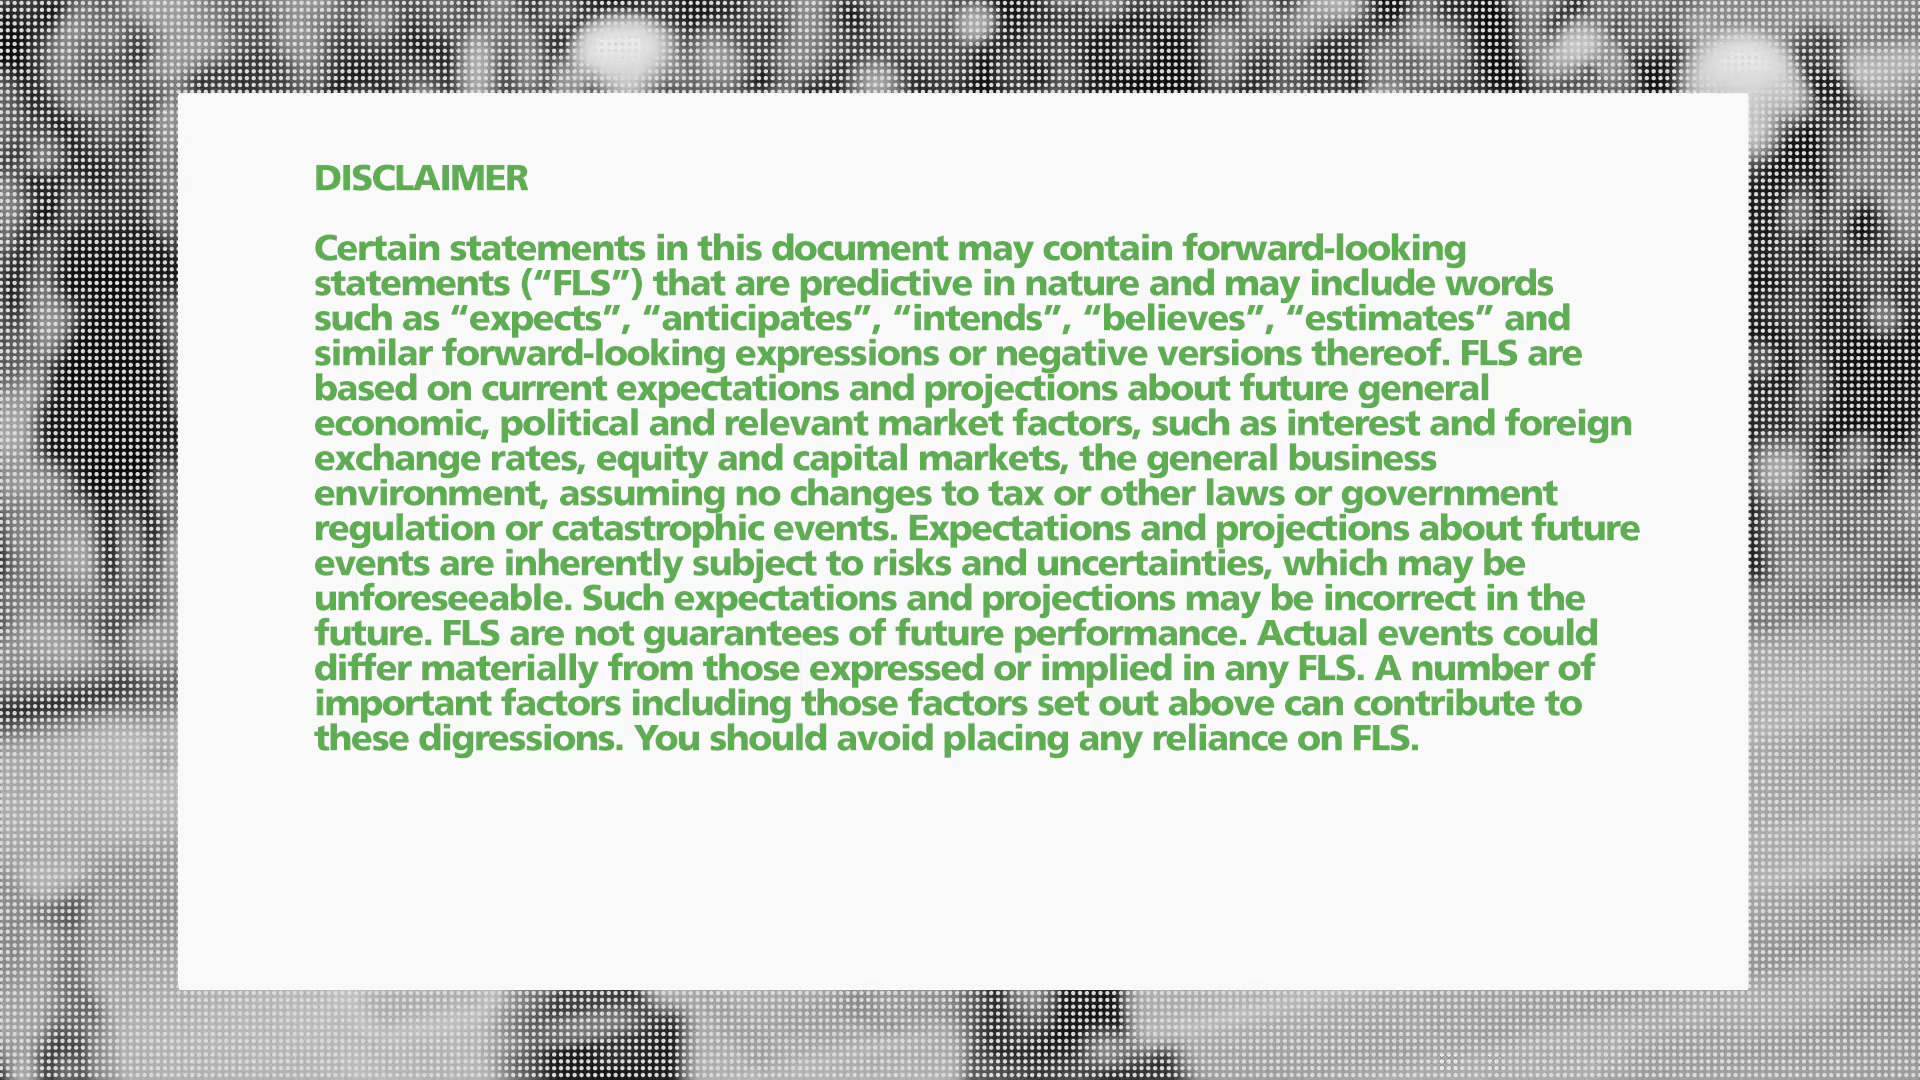 DISCLAIMER
Certain statements in this document may contain forward-looking
statements (“FLS”) that are predictive in nature and may include words
such as “expects”, “anticipates”, “intends”, “believes”, “estimates” and
similar forward-looking expressions or negative versions thereof. FLS are
based on current expectations and projections about future general
economic, political and relevant market factors, such as interest and foreign
exchange rates, equity and capital markets, the general business
environment, assuming no changes to tax or other laws or government
regulation or catastrophic events. Expectations and projections about future
events are inherently subject to risks and uncertainties, which may be
unforeseeable. Such expectations and projections may be incorrect in the
future. FLS are not guarantees of future performance. Actual events could
differ materially from those expressed or implied in any FLS. A number of
important factors including those factors set out above can contribute to
these digressions. You should avoid placing any reliance on FLS.